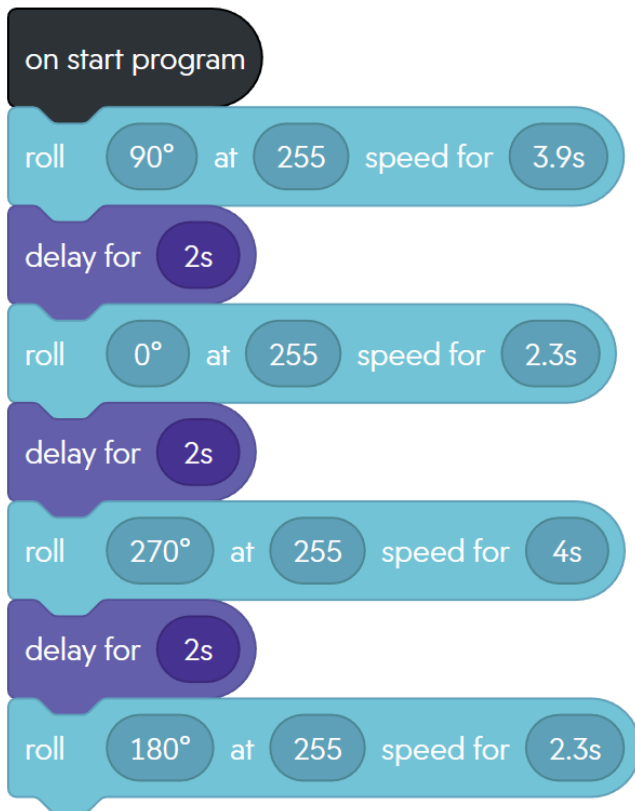 on start program
roll 90° at 255 speed for 3.9s
delay for 2s
roll 0° at 255 speed for 2.3s
delay for 2s
roll 270° at 255 speed for 4s
delay for 2s
roll 180° at 255 speed for 2.3s